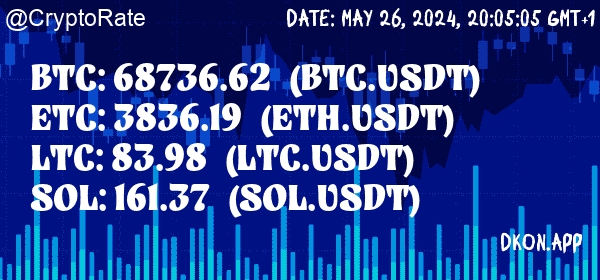 @CryptoRate
DATE: MAY 26, 2024, 20:05:05 GMT+1
BTC: 68736.62 (BTC.USDT)
ETC: 3836.19 (ETH.USDT)
LTC: 83.98 (LTC.USDT)
SOL: 161.37 (SOL.USDT)
DKON.APP